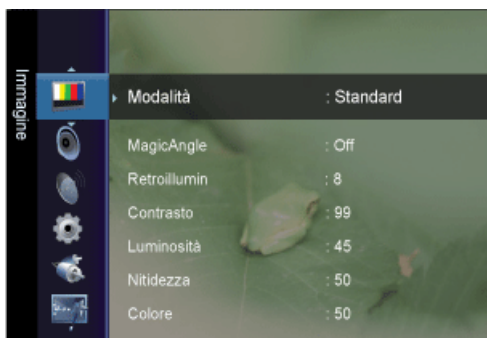 Immagine
Modalità : Standard
MagicAngle : Off
Retroillumin : 8
Contrasto : 99
Luminosità : 45
Nitidezza : 50
Colore : 50